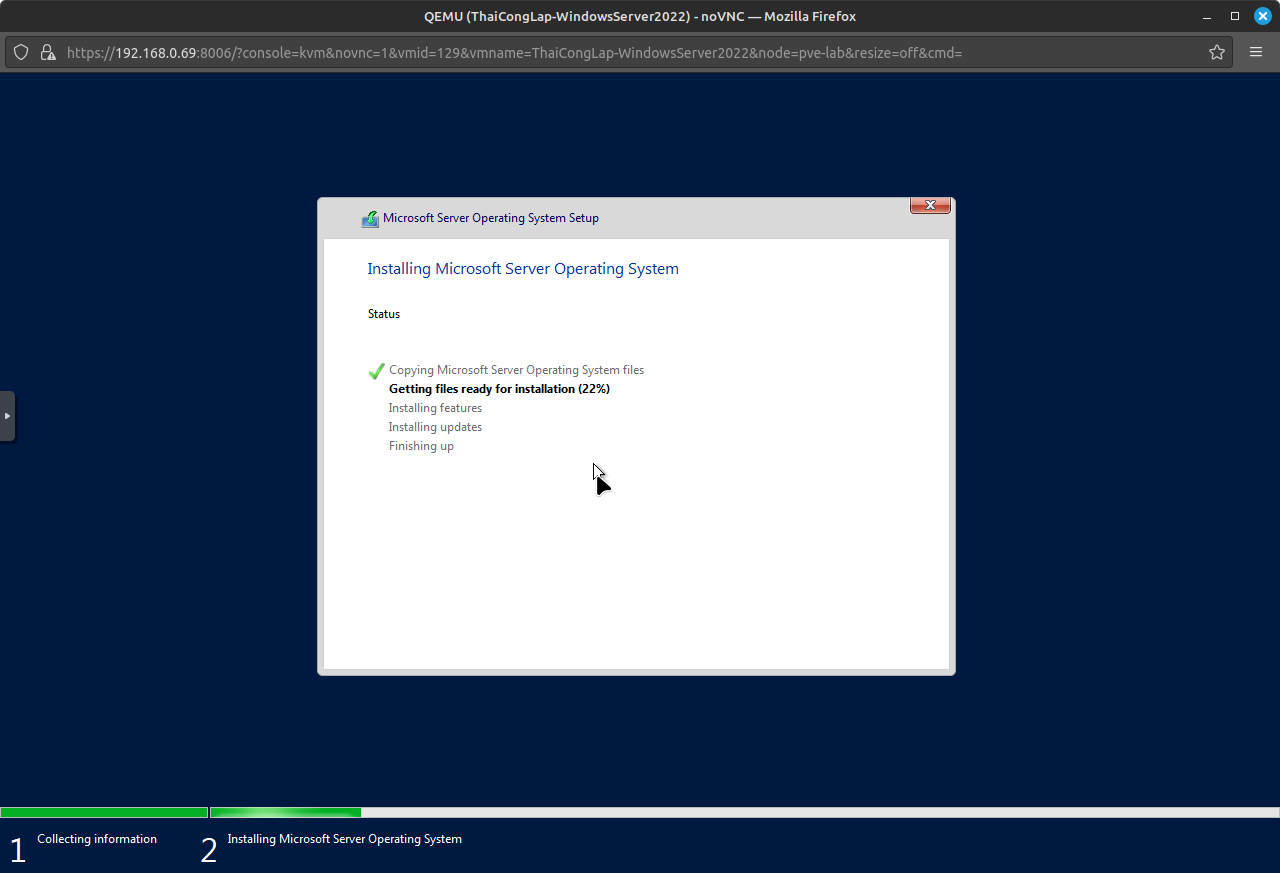 QEMU (ThaiCongLap-WindowsServer2022) - noVNC — Mozilla Firefox
https://192.168.0.69:8006/?console=kvm&novnc=1&vmid=129&vmname=ThaiCongLap-WindowsServer2022&node=pve-lab&resize=off&cmd=
Microsoft Server Operating System Setup
Installing Microsoft Server Operating System
Status
Copying Microsoft Server Operating System files
Getting files ready for installation (22%)
Installing features
Installing updates
Finishing up
1 Collecting information 2 Installing Microsoft Server Operating System